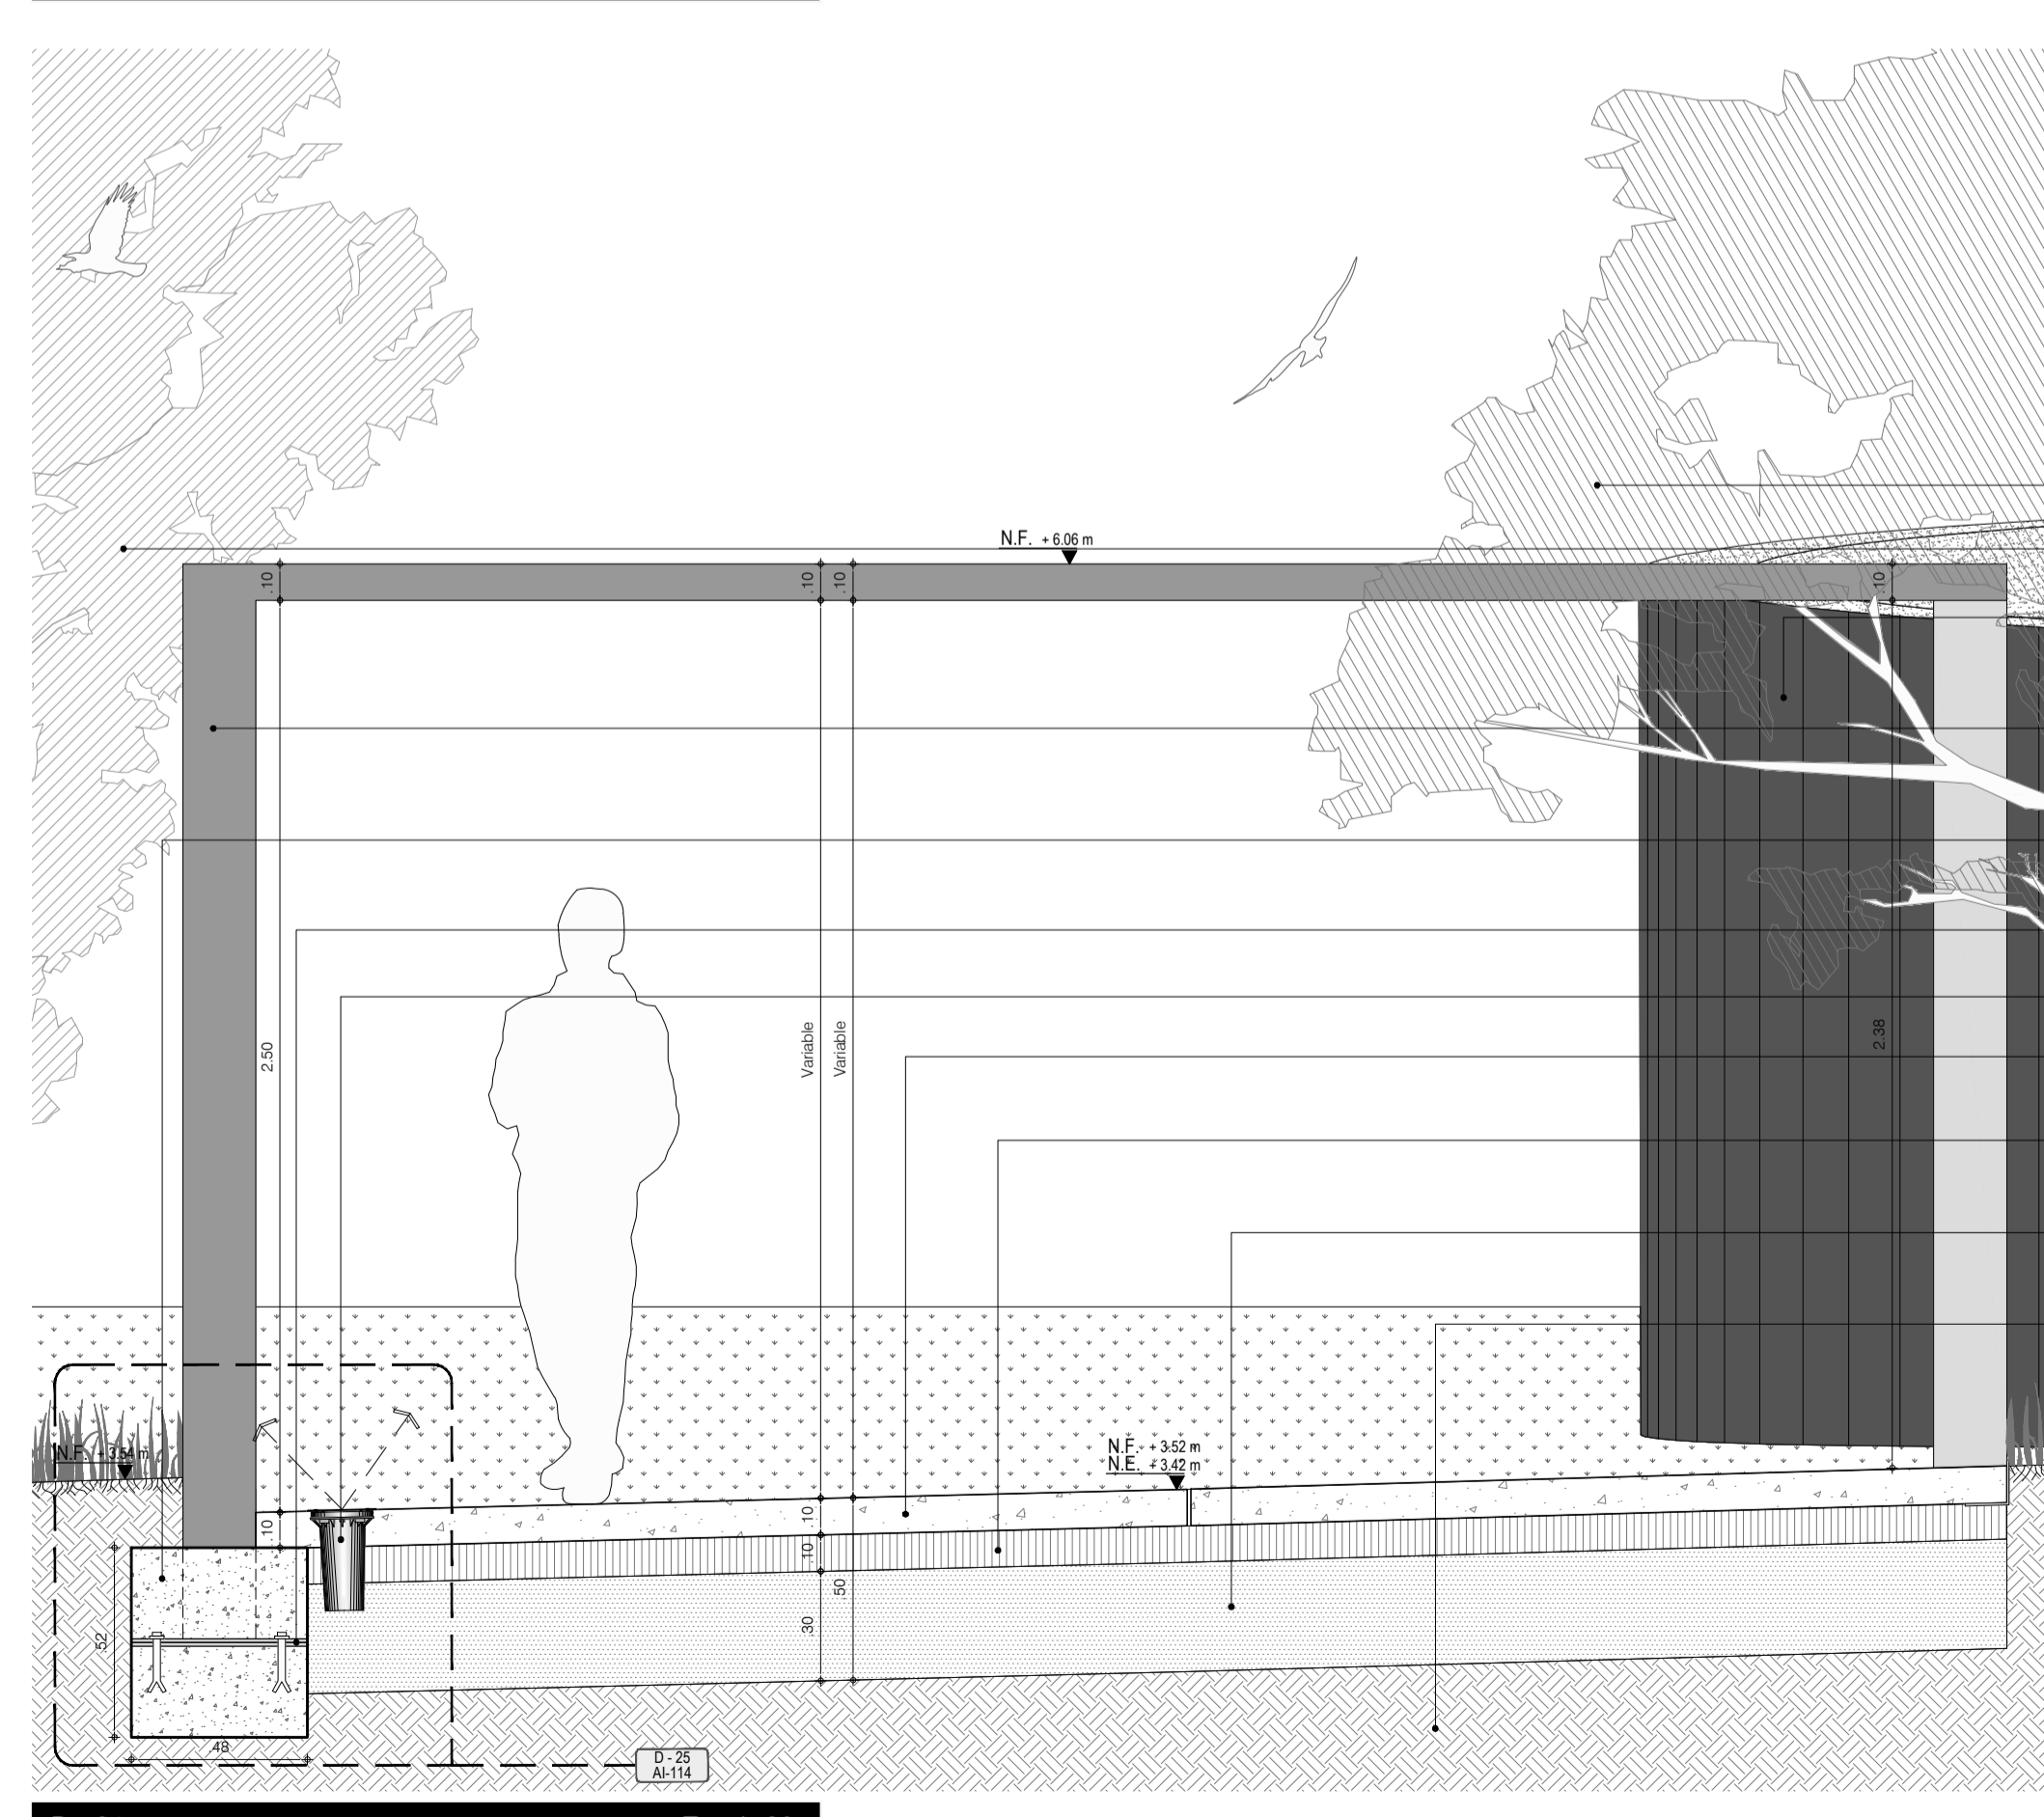 N.F. + 6.06 m
.10
.10
.10
.10
2.50
Variable
Variable
2.38
N.F. + 3.54 m
N.F. + 3.52 m
N.E. + 3.42 m
.10
.10
.10
.50
.30
.52
.48
D - 25
AI-114